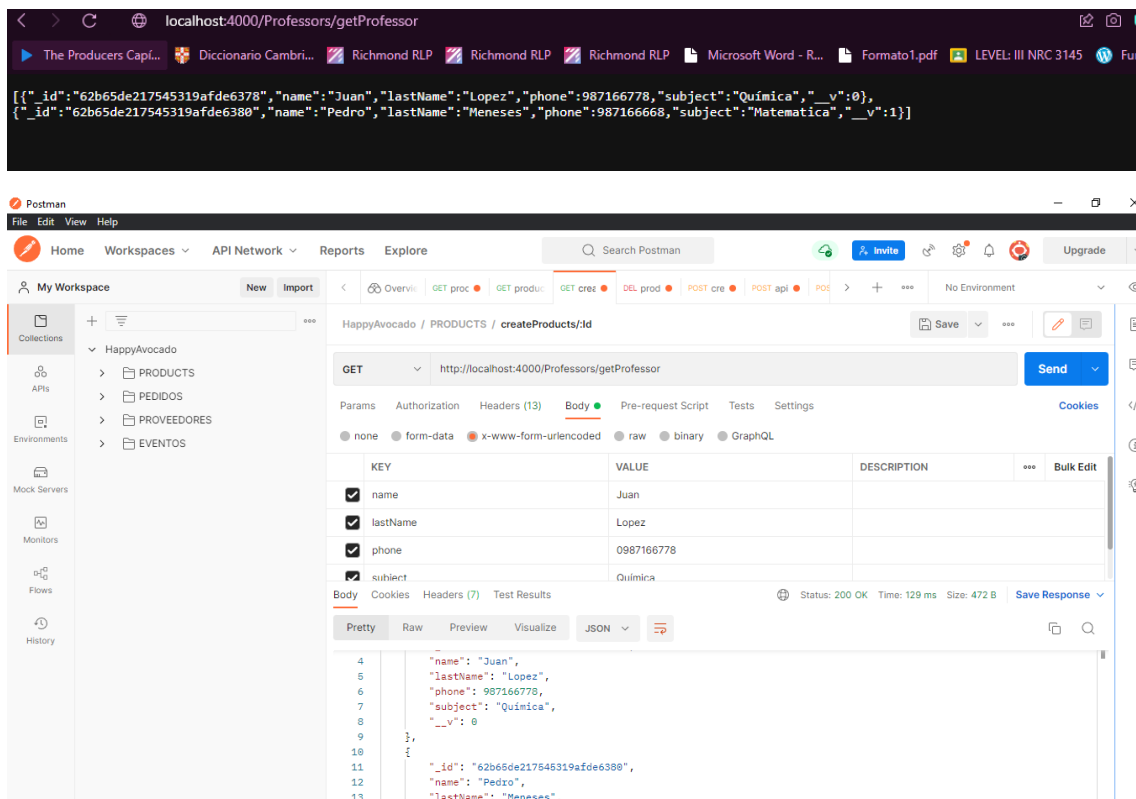 localhost:4000/Professors/getProfessor
The Producers Capí... Diccionario Cambri... Richmond RLP Richmond RLP Richmond RLP Microsoft Word - R... Formato1.pdf LEVEL: III NRC 3145
[{"_id":"62b65de217545319afde6378","name":"Juan","lastName":"Lopez","phone":987166778,"subject":"Química","__v":0},
{"_id":"62b65de217545319afde6380","name":"Pedro","lastName":"Meneses","phone":987166668,"subject":"Matematica","__v":1}]
Postman
File Edit View Help
Home Workspaces API Network Reports Explore Search Postman Invite Upgrade
My Workspace New Import Overvie GET proc GET produc GET crea DEL prod POST cre POST api POS No Environment
Collections
APIs
Environments
Mock Servers
Monitors
Flows
History
HappyAvocado
PRODUCTS
PEDIDOS
PROVEEDORES
EVENTOS
HappyAvocado / PRODUCTS / createProducts/:Id Save
GET http://localhost:4000/Professors/getProfessor Send
Params Authorization Headers (13) Body Pre-request Script Tests Settings Cookies
none form-data x-www-form-urlencoded raw binary GraphQL
KEY VALUE DESCRIPTION Bulk Edit
name Juan
lastName Lopez
phone 0987166778
subject Química
Body Cookies Headers (7) Test Results Status: 200 OK Time: 129 ms Size: 472 B Save Response
Pretty Raw Preview Visualize JSON
4 "name": "Juan",
5 "lastName": "Lopez",
6 "phone": 987166778,
7 "subject": "Química",
8 "__v": 0
9 },
10 {
11 "_id": "62b65de217545319afde6380",
12 "name": "Pedro",
13 "lastName": "Meneses"